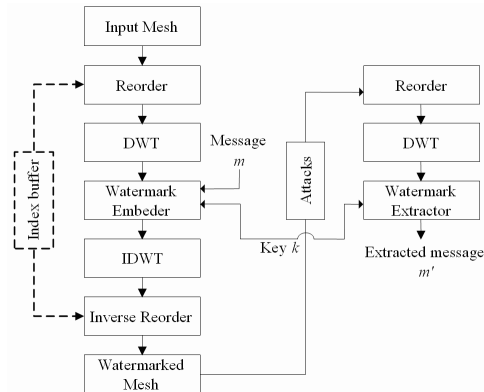 Input Mesh
Reorder
DWT
Message
m
Watermark
Embeder
IDWT
Inverse Reorder
Watermarked
Mesh
Index buffer
Attacks
Key k
Reorder
DWT
Watermark
Extractor
Extracted message
m'